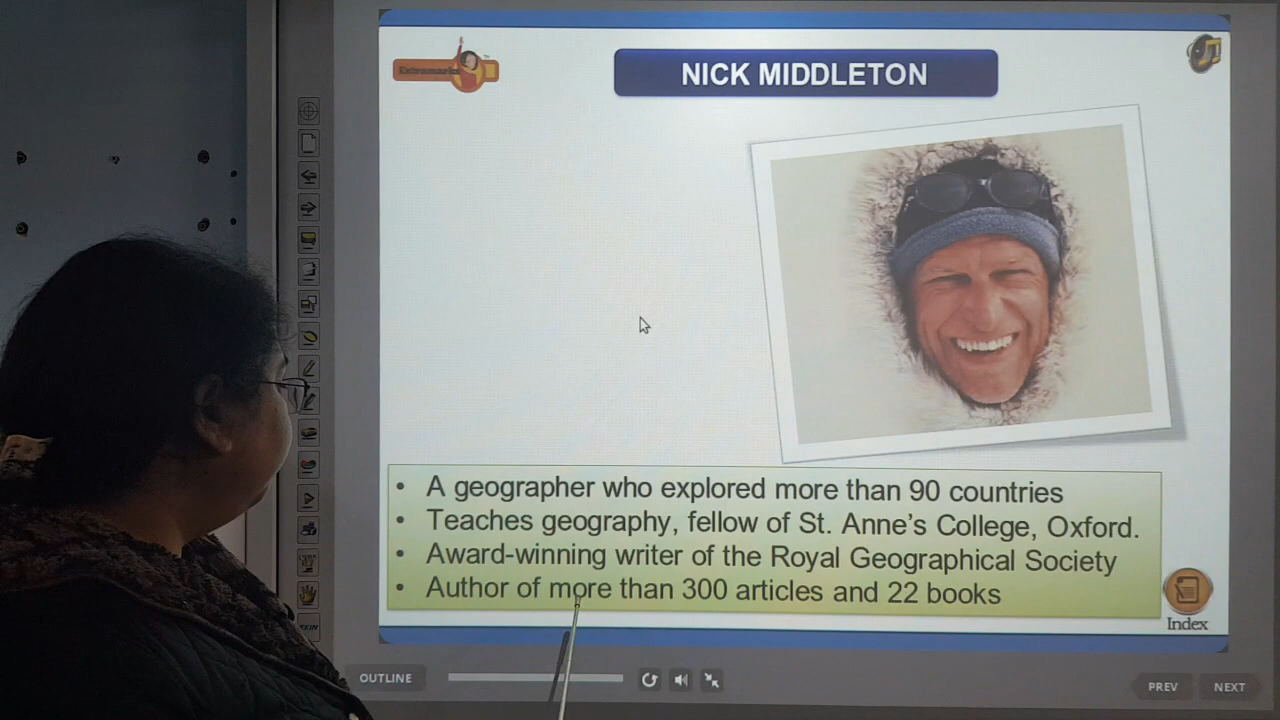 Extramarks
NICK MIDDLETON
• A geographer who explored more than 90 countries
• Teaches geography, fellow of St. Anne's College, Oxford.
• Award-winning writer of the Royal Geographical Society
• Author of more than 300 articles and 22 books
Index
OUTLINE
PREV
NEXT